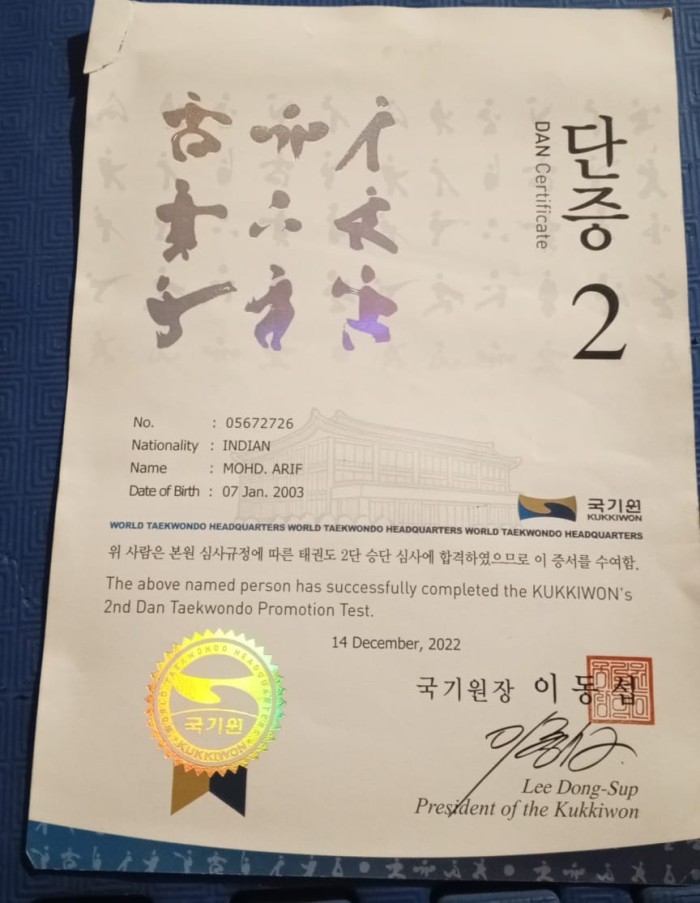 단증
DAN Certificate
2
No. : 05672726
Nationality : INDIAN
Name : MOHD. ARIF
Date of Birth : 07 Jan. 2003
국기원
KUKKIWON
WORLD TAEKWONDO HEADQUARTERS WORLD TAEKWONDO HEADQUARTERS WORLD TAEKWONDO HEADQUARTERS
위 사람은 본원 심사규정에 따른 태권도 2단 승단 심사에 합격하였으므로 이 증서를 수여함.
The above named person has successfully completed the KUKKIWON's
2nd Dan Taekwondo Promotion Test.
14 December, 2022
국기원장 이동섭
Lee Dong-Sup
President of the Kukkiwon
WORLD TAEKWONDO HEADQUARTERS
국기원
KUKKIWON